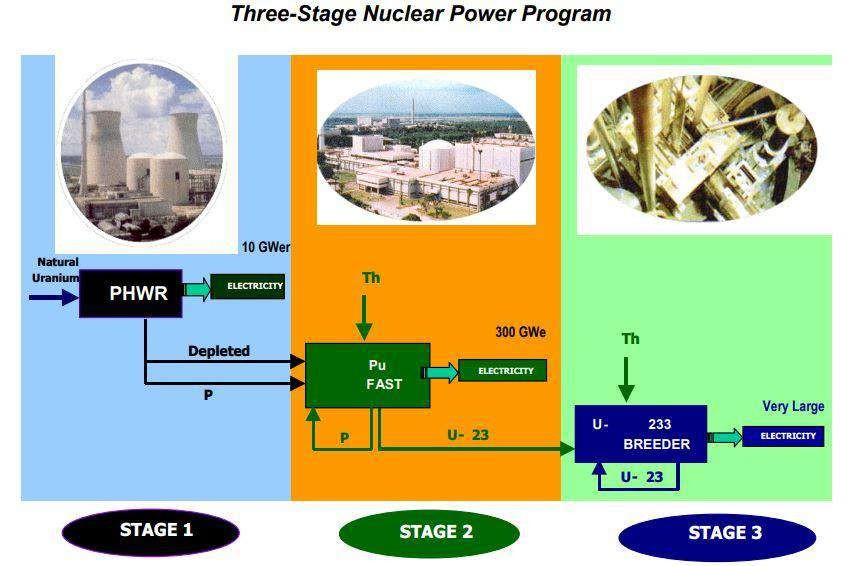 Three-Stage Nuclear Power Program
10 GWer
Natural
Uranium
PHWR
ELECTRICITY
Depleted
P
Th
300 GWe
Pu
FAST
ELECTRICITY
P
U- 23
Th
Very Large
U- 233
BREEDER
ELECTRICITY
U- 23
STAGE 1
STAGE 2
STAGE 3